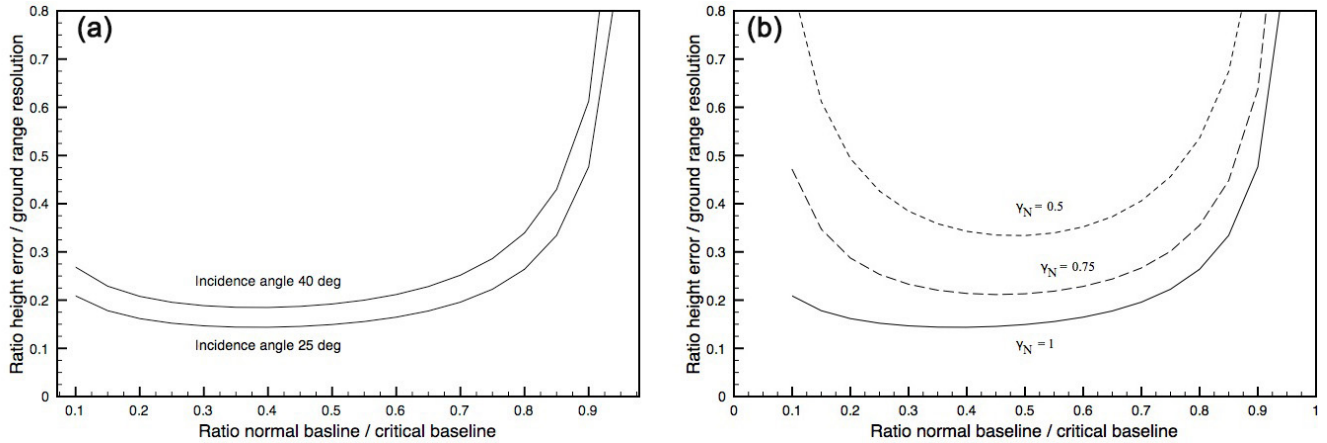 (a)
Ratio height error / ground range resolution
0.8
0.7
0.6
0.5
0.4
0.3
0.2
0.1
0
Incidence angle 40 deg
Incidence angle 25 deg
0.1 0.2 0.3 0.4 0.5 0.6 0.7 0.8 0.9
Ratio normal basline / critical baseline
(b)
Ratio height error / ground range resolution
0.8
0.7
0.6
0.5
0.4
0.3
0.2
0.1
0
γN = 0.5
γN = 0.75
γN = 1
0 0.1 0.2 0.3 0.4 0.5 0.6 0.7 0.8 0.9 1
Ratio normal baseline / critical baseline